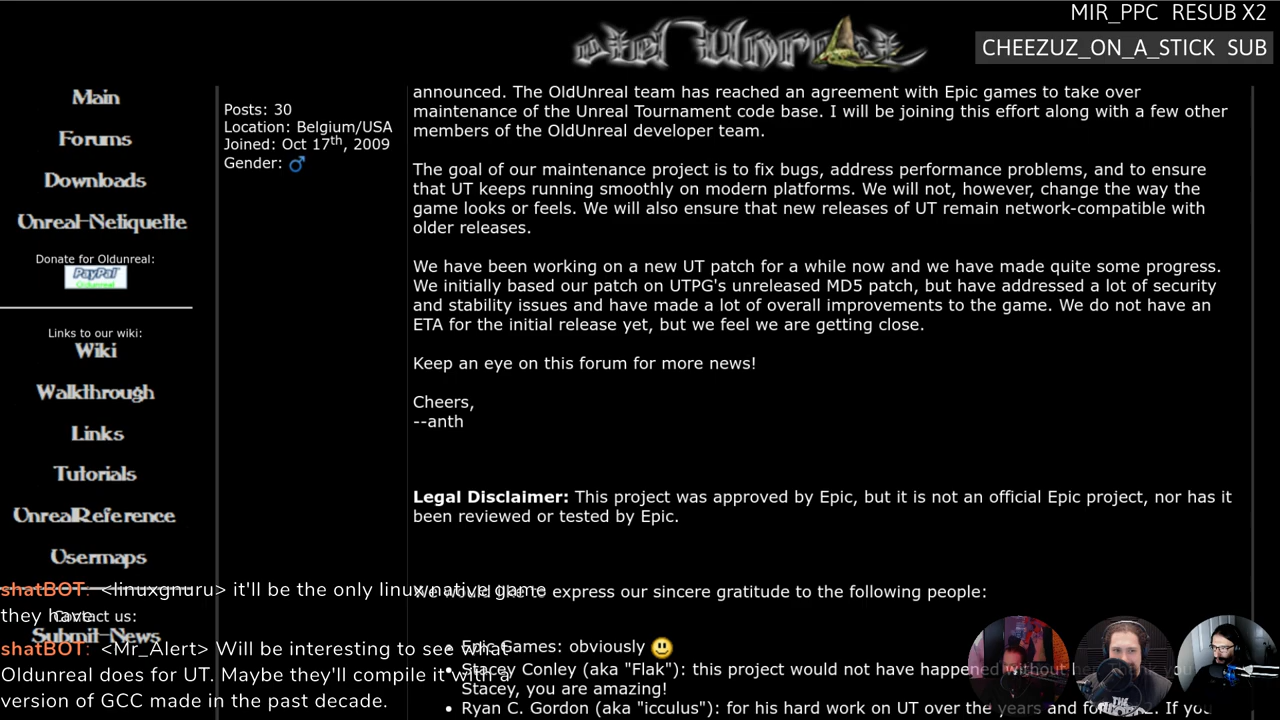 MIR_PPC RESUB X2
CHEEZUZ_ON_A_STICK SUB
old Unreal
Main
Forums
Downloads
Unreal-Netiquette
Donate for Oldunreal:
PayPal
Oldunreal
Links to our wiki:
Wiki
Walkthrough
Links
Tutorials
UnrealReference
Usermaps
Contact us:
Submit-News
Posts: 30
Location: Belgium/USA
Joined: Oct 17th, 2009
Gender: ♂
announced. The OldUnreal team has reached an agreement with Epic games to take over
maintenance of the Unreal Tournament code base. I will be joining this effort along with a few other
members of the OldUnreal developer team.
The goal of our maintenance project is to fix bugs, address performance problems, and to ensure
that UT keeps running smoothly on modern platforms. We will not, however, change the way the
game looks or feels. We will also ensure that new releases of UT remain network-compatible with
older releases.
We have been working on a new UT patch for a while now and we have made quite some progress.
We initially based our patch on UTPG's unreleased MD5 patch, but have addressed a lot of security
and stability issues and have made a lot of overall improvements to the game. We do not have an
ETA for the initial release yet, but we feel we are getting close.
Keep an eye on this forum for more news!
Cheers,
--anth
Legal Disclaimer: This project was approved by Epic, but it is not an official Epic project, nor has it
been reviewed or tested by Epic.
We would like to express our sincere gratitude to the following people:
• Epic Games: obviously
• Stacey Conley (aka "Flak"): this project would not have happened without
Stacey, you are amazing!
• Ryan C. Gordon (aka "icculus"): for his hard work on UT over the years and for
If you
shatBOT: <linuxgnuru> it'll be the only linux native game
they have
shatBOT: <Mr_Alert> Will be interesting to see what
Oldunreal does for UT. Maybe they'll compile it with a
version of GCC made in the past decade.